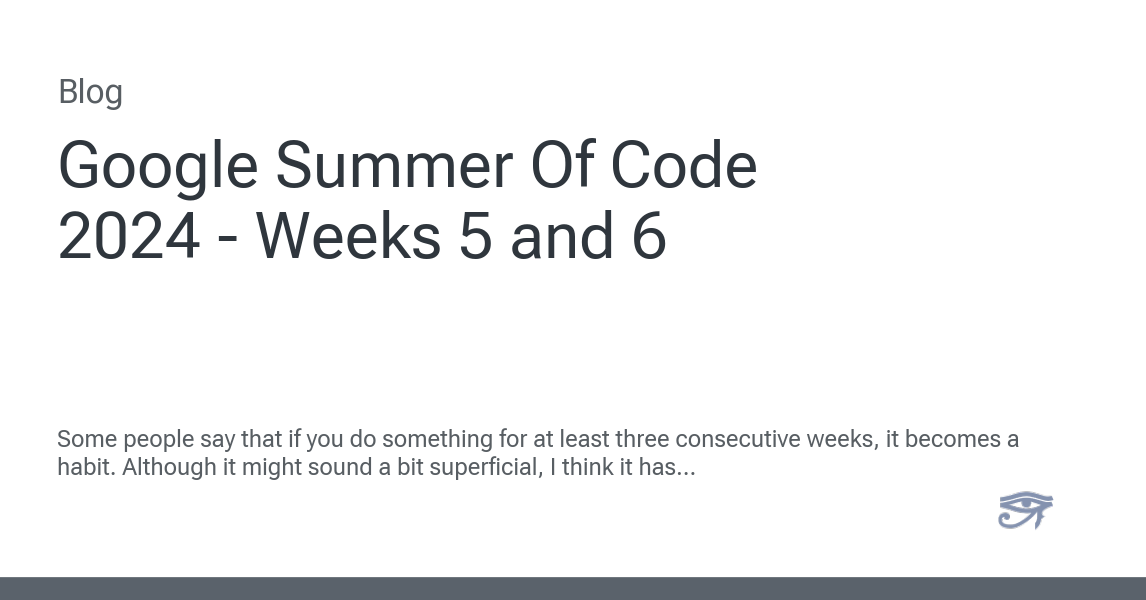 Blog
Google Summer Of Code
2024 - Weeks 5 and 6
Some people say that if you do something for at least three consecutive weeks, it becomes a
habit. Although it might sound a bit superficial, I think it has...